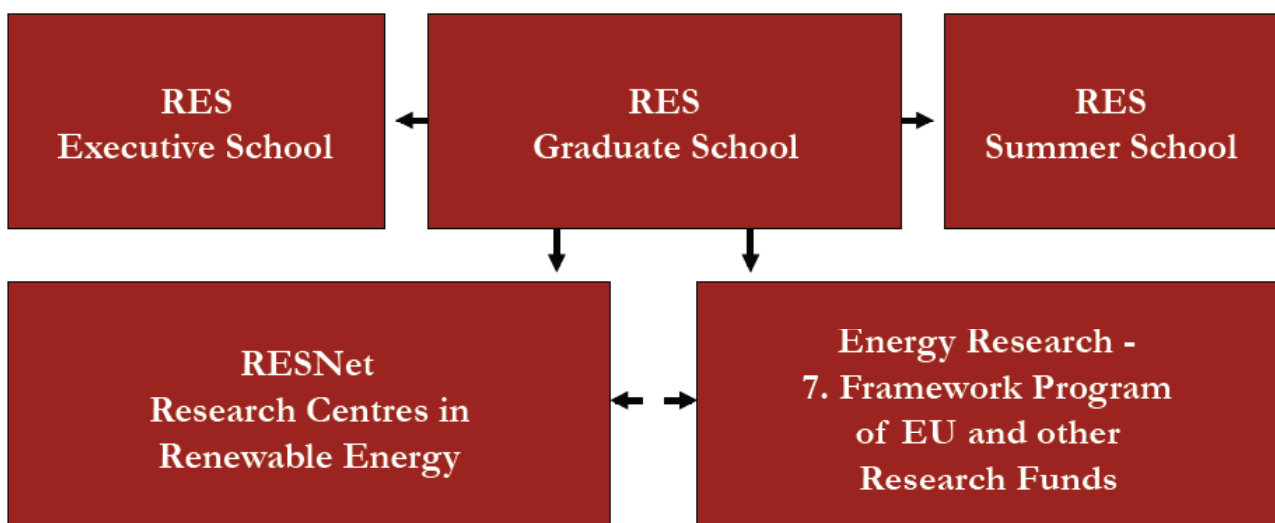 RES
Executive School
RES
Graduate School
RES
Summer School
RESNet
Research Centres in
Renewable Energy
Energy Research -
7. Framework Program
of EU and other
Research Funds